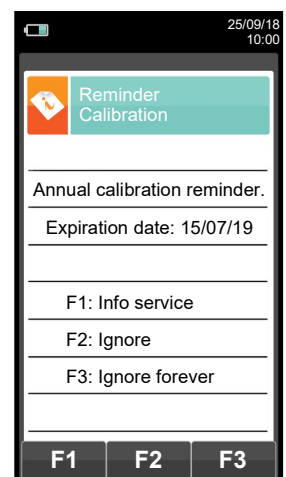 25/09/18
10:00
Reminder
Calibration
Annual calibration reminder.
Expiration date: 15/07/19
F1: Info service
F2: Ignore
F3: Ignore forever
F1 F2 F3